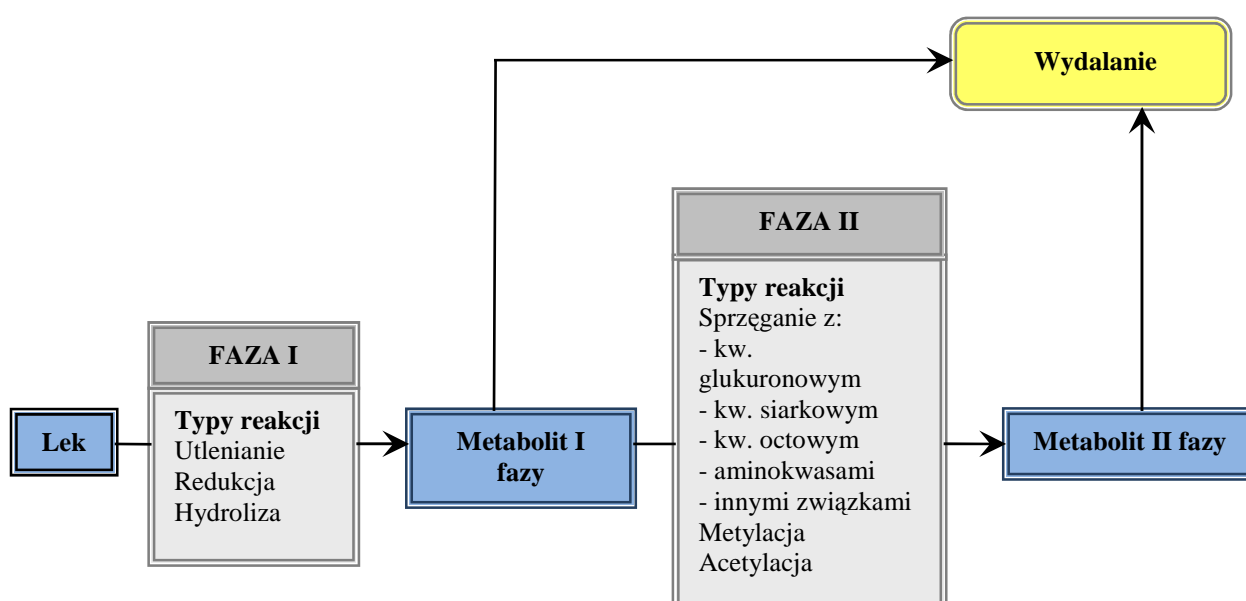 Wydalanie
FAZA II
Typy reakcji
Sprzęganie z:
- kw.
glukuronowym
- kw. siarkowym
- kw. octowym
- aminokwasami
- innymi związkami
Metylacja
Acetylacja
FAZA I
Typy reakcji
Utlenianie
Redukcja
Hydroliza
Lek
Metabolit I
fazy
Metabolit II fazy